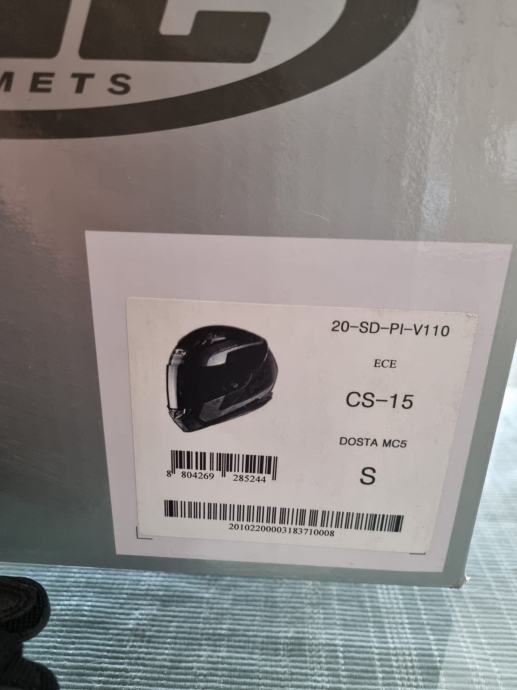 METS
20-SD-PI-V110
ECE
CS-15
DOSTA MC5
S
8 804269 285244
20102200003183710008